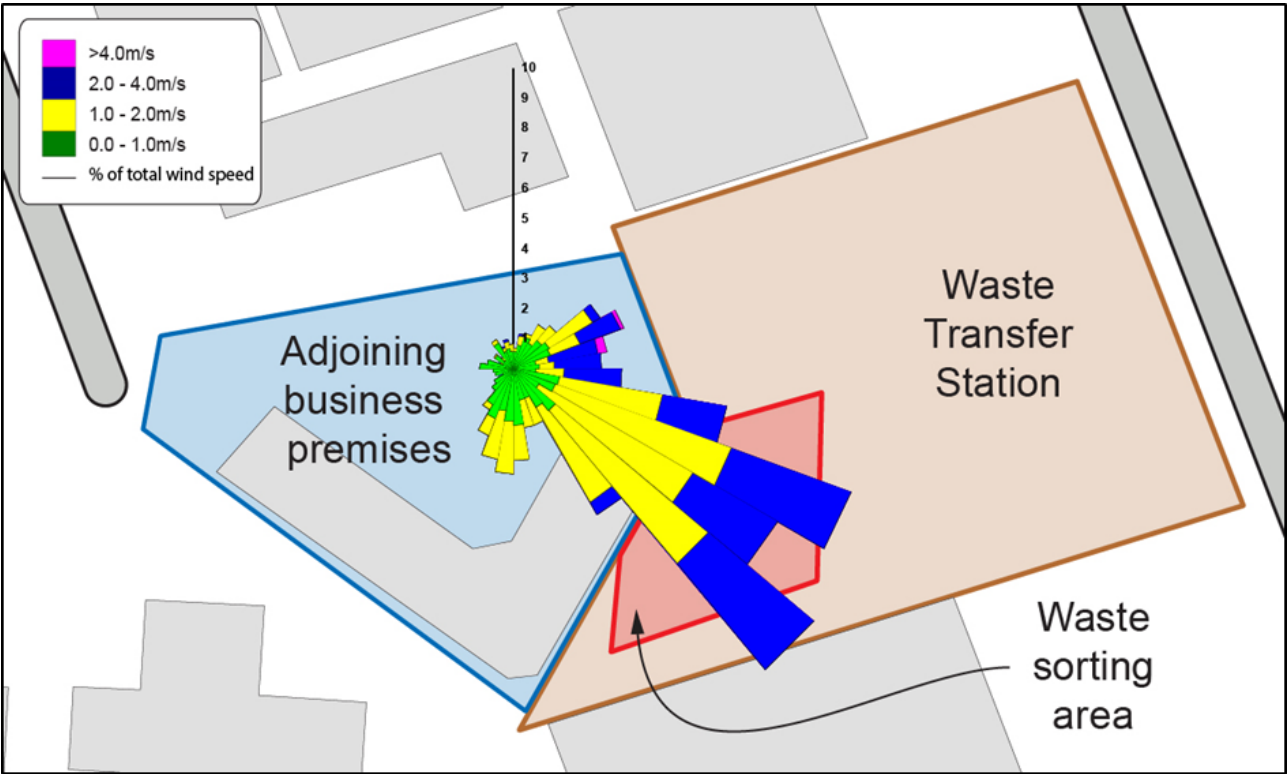 >4.0m/s
2.0 - 4.0m/s
1.0 - 2.0m/s
0.0 - 1.0m/s
% of total wind speed
10
9
8
7
6
5
4
3
2
1
Adjoining
business
premises
Waste
Transfer
Station
Waste
sorting
area